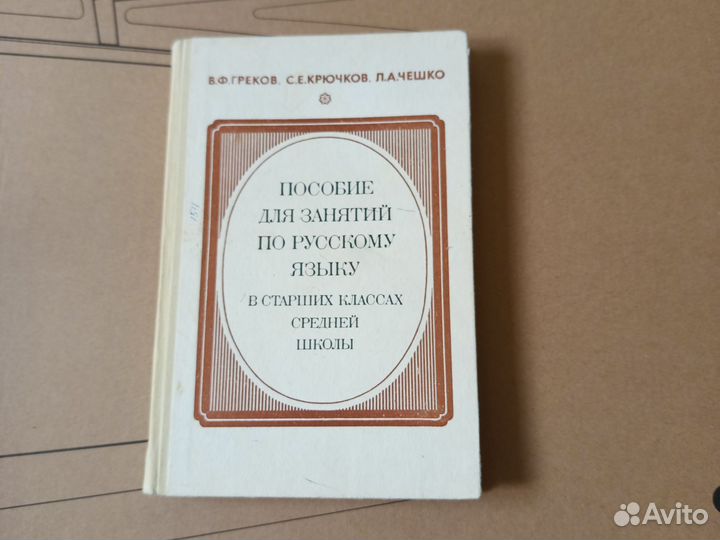 В.Ф.ГРЕКОВ, С.Е.КРЮЧКОВ, Л.А.ЧЕШКО
ПОСОБИЕ
ДЛЯ ЗАНЯТИЙ
ПО РУССКОМУ
ЯЗЫКУ
В СТАРШИХ КЛАССАХ
СРЕДНЕЙ
ШКОЛЫ
Avito